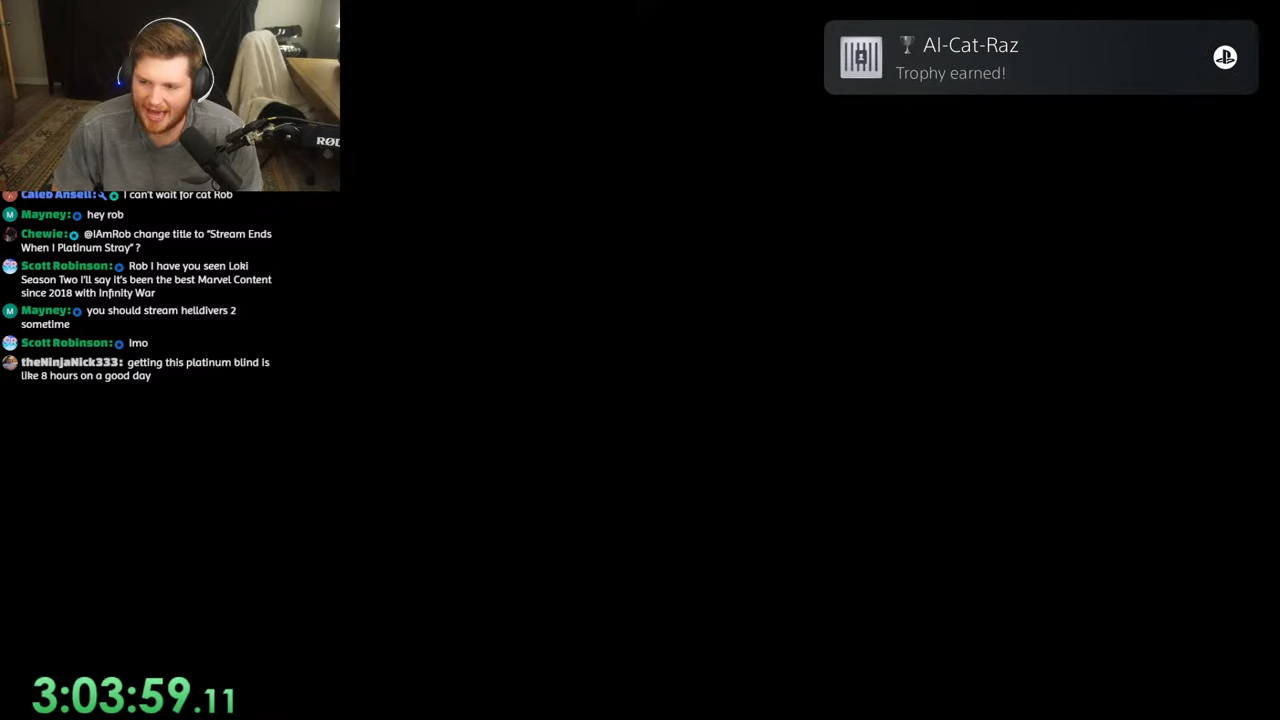 Al-Cat-Raz
Trophy earned!
RØD
Caleb Ansell: I can't wait for cat Rob
M Mayney: hey rob
Chewie: @IAmRob change title to “Stream Ends
When I Platinum Stray” ?
Scott Robinson: Rob I have you seen Loki
Season Two I'll say it's been the best Marvel Content
since 2018 with Infinity War
M Mayney: you should stream helldivers 2
sometime
Scott Robinson: Imo
theNinjaNick333: getting this platinum blind is
like 8 hours on a good day
3:03:59.11